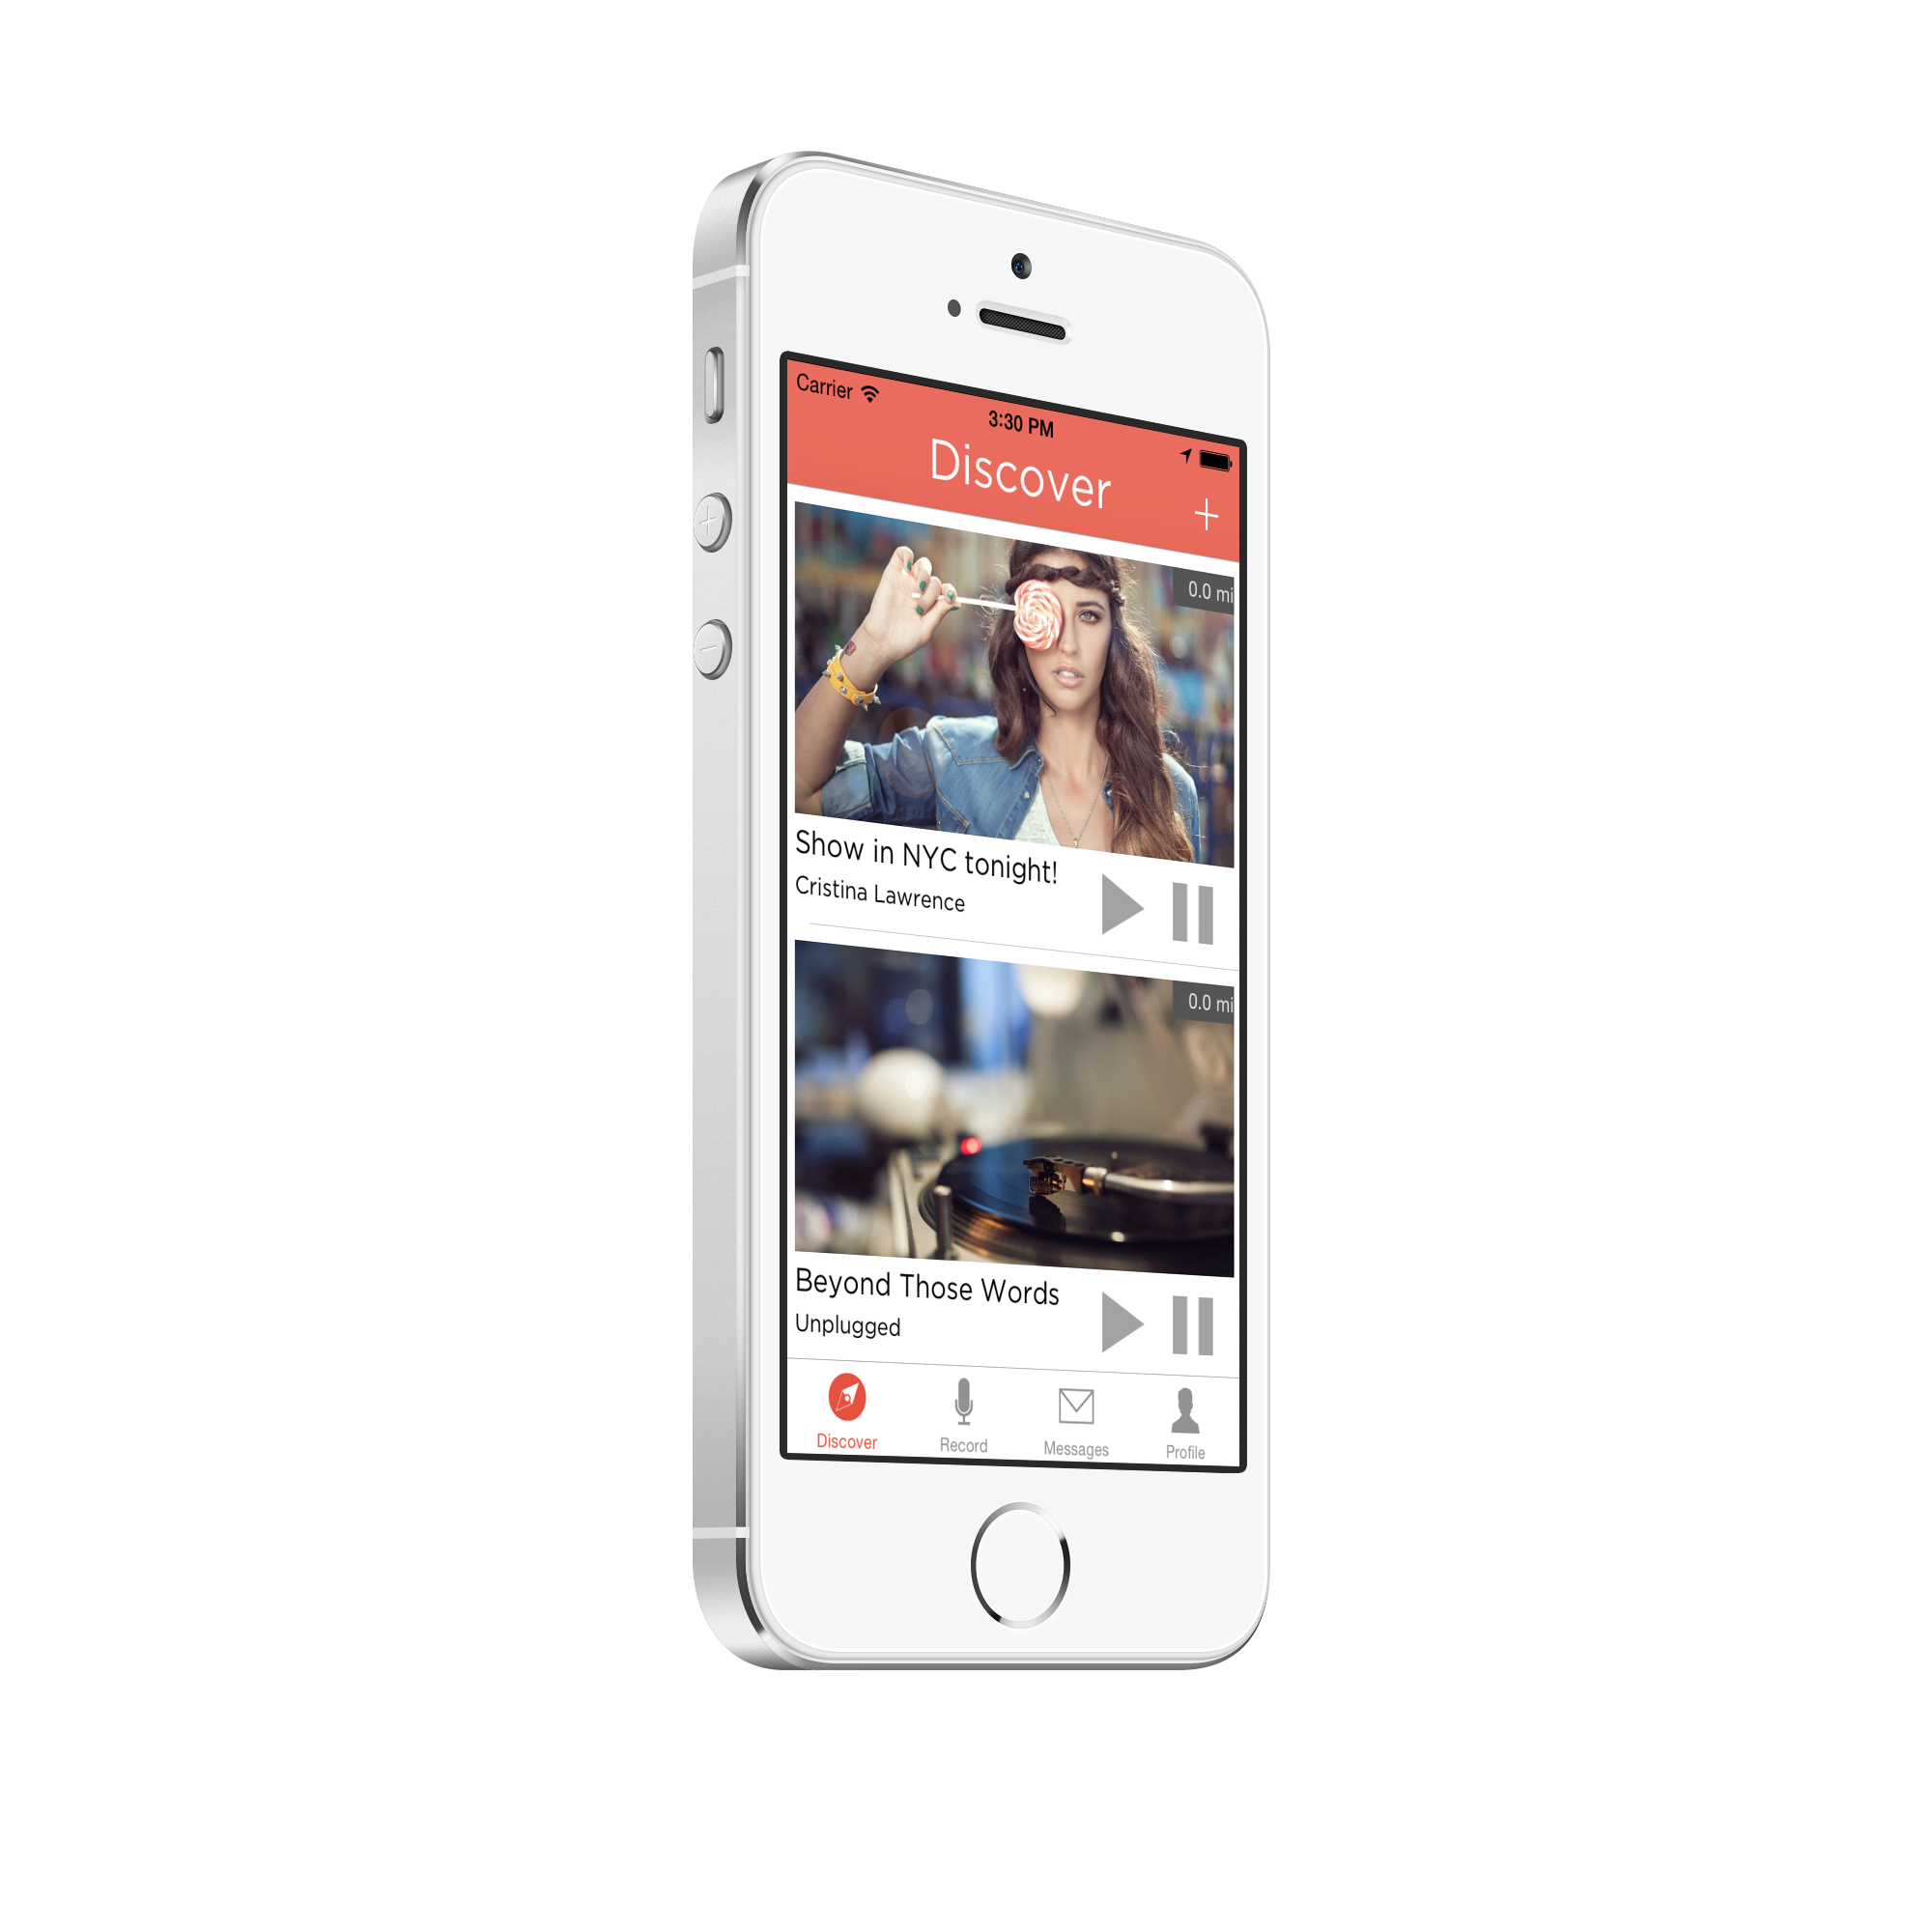 Carrier
3:30 PM
Discover
+
0.0 mi
Show in NYC tonight!
Cristina Lawrence
0.0 mi
Beyond Those Words
Unplugged
Discover
Record
Messages
Profile